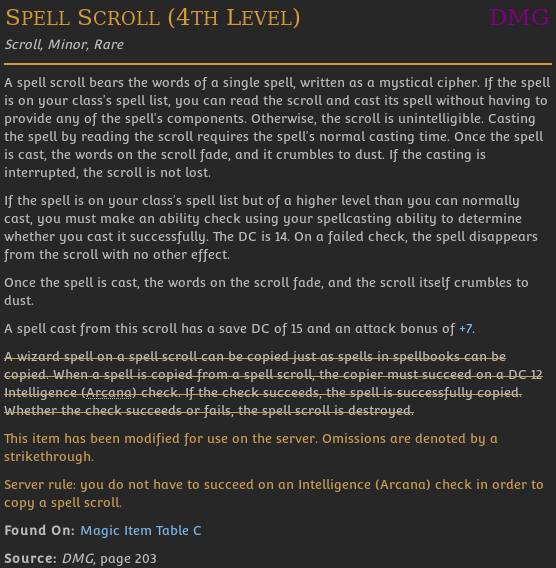 Spell Scroll (4th Level) DMG
Scroll, Minor, Rare
A spell scroll bears the words of a single spell, written as a mystical cipher. If the spell
is on your class's spell list, you can read the scroll and cast its spell without having to
provide any of the spell's components. Otherwise, the scroll is unintelligible. Casting
the spell by reading the scroll requires the spell's normal casting time. Once the spell
is cast, the words on the scroll fade, and it crumbles to dust. If the casting is
interrupted, the scroll is not lost.
If the spell is on your class's spell list but of a higher level than you can normally
cast, you must make an ability check using your spellcasting ability to determine
whether you cast it successfully. The DC is 14. On a failed check, the spell disappears
from the scroll with no other effect.
Once the spell is cast, the words on the scroll fade, and the scroll itself crumbles to
dust.
A spell cast from this scroll has a save DC of 15 and an attack bonus of +7.
A wizard spell on a spell scroll can be copied just as spells in spellbooks can be
copied. When a spell is copied from a spell scroll, the copier must succeed on a DC 12
Intelligence (Arcana) check. If the check succeeds, the spell is successfully copied.
Whether the check succeeds or fails, the spell scroll is destroyed.
This item has been modified for use on the server. Omissions are denoted by a
strikethrough.
Server rule: you do not have to succeed on an Intelligence (Arcana) check in order to
copy a spell scroll.
Found On: Magic Item Table C
Source: DMG, page 203